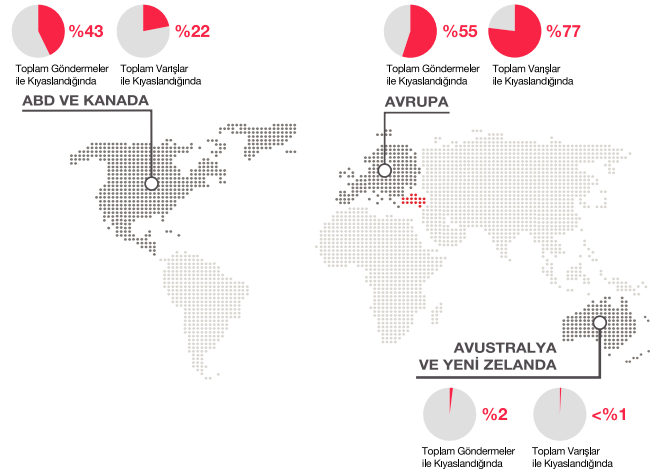 %43
%22
Toplam Göndermeler
ile Kıyaslandığında
Toplam Varışlar
ile Kıyaslandığında
ABD VE KANADA
%55
%77
Toplam Göndermeler
ile Kıyaslandığında
Toplam Varışlar
ile Kıyaslandığında
AVRUPA
AVUSTRALYA
VE YENİ ZELANDA
%2
<%1
Toplam Göndermeler
ile Kıyaslandığında
Toplam Varışlar
ile Kıyaslandığında